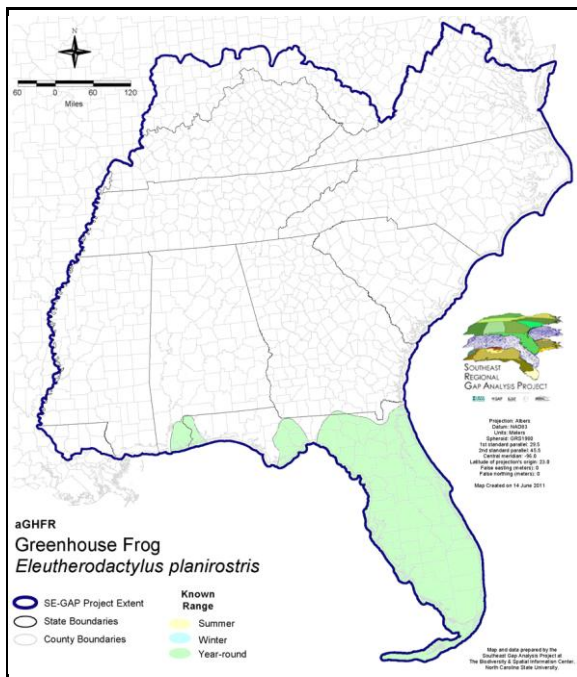 60 0 60 120
Miles
SOUTHEAST
REGIONAL
GAP ANALYSIS PROJECT
Projection: Albers
Datum: NAD83
Units: Meters
Spheroid: GRS1980
1st standard parallel: 29.5
2nd standard parallel: 45.5
Central meridian: -96.0
Latitude of projection's origin: 23.0
False easting (meters): 0
False northing (meters): 0
Map Created on 14 June 2011
aGHFR
Greenhouse Frog
Eleutherodactylus planirostris
SE-GAP Project Extent
State Boundaries
County Boundaries
Known
Range
Summer
Winter
Year-round
Map and data prepared by the
Southeast Gap Analysis Project at
The Biodiversity & Spatial Information Center,
North Carolina State University.